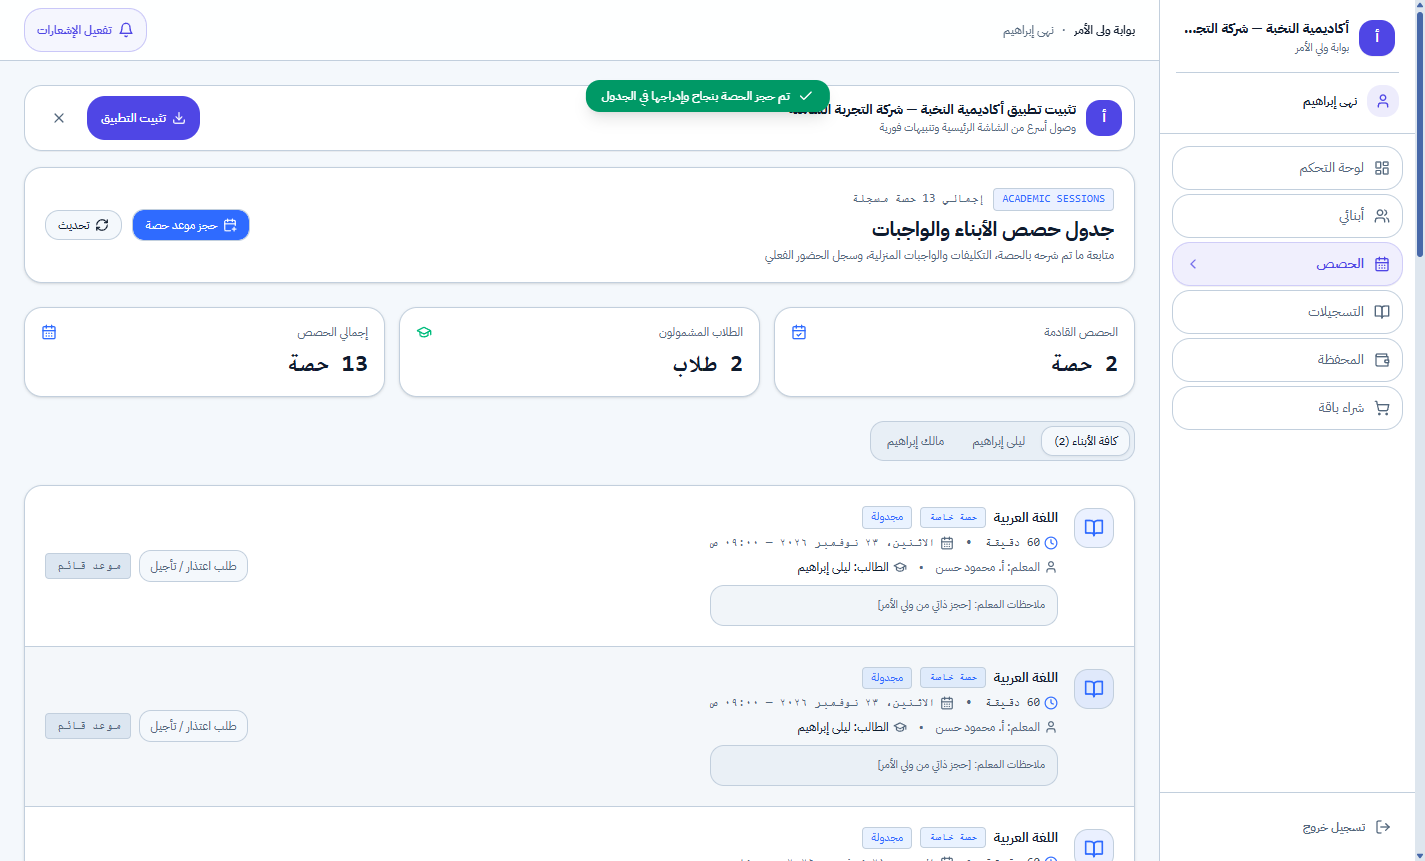 أكاديمية النخبة — شركة التجـ...
بوابة ولي الأمر
نهى إبراهيم
لوحة التحكم
أبنائي
الحصص
التسجيلات
المحفظة
شراء باقة
تسجيل خروج
بوابة ولي الأمر · نهى إبراهيم
تفعيل الإشعارات
تم حجز الحصة بنجاح وإدراجها في الجدول
تثبيت تطبيق أكاديمية النخبة — شركة التجربة
وصول أسرع من الشاشة الرئيسية وتنبيهات فورية
تثبيت التطبيق
ACADEMIC SESSIONS إجمالي 13 حصة مسجلة
جدول حصص الأبناء والواجبات
متابعة ما تم شرحه بالحصة، التكليفات والواجبات المنزلية، وسجل الحضور الفعلي
حجز موعد حصة
تحديث
الحصص القادمة
2 حصة
الطلاب المشمولون
2 طلاب
إجمالي الحصص
13 حصة
كافة الأبناء (2) ليلى إبراهيم مالك إبراهيم
اللغة العربية حصة خاصة مجدولة
60 دقيقة • الاثنين، ٢٣ نوفمبر ٢٠٢٦ — ٠٩:٠٠ ص
المعلم: أ. محمود حسن • الطالب: ليلى إبراهيم
ملاحظات المعلم: [حجز ذاتي من ولي الأمر]
طلب اعتذار / تأجيل
موعد قائم
اللغة العربية حصة خاصة مجدولة
60 دقيقة • الاثنين، ٢٣ نوفمبر ٢٠٢٦ — ٠٩:٠٠ ص
المعلم: أ. محمود حسن • الطالب: ليلى إبراهيم
ملاحظات المعلم: [حجز ذاتي من ولي الأمر]
طلب اعتذار / تأجيل
موعد قائم
اللغة العربية حصة خاصة مجدولة